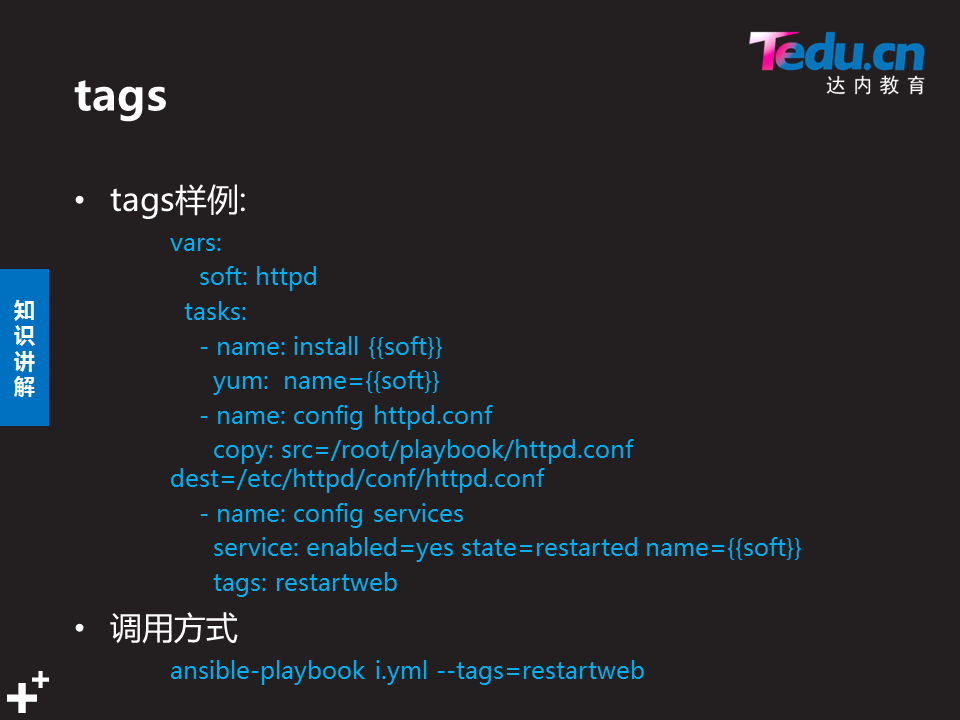 Tedu.cn
达内教育
tags
• tags样例:
vars:
soft: httpd
tasks:
- name: install {{soft}}
yum:  name={{soft}}
- name: config httpd.conf
copy: src=/root/playbook/httpd.conf
dest=/etc/httpd/conf/httpd.conf
- name: config services
service: enabled=yes state=restarted name={{soft}}
tags: restartweb
• 调用方式
ansible-playbook i.yml --tags=restartweb
知
识
讲
解